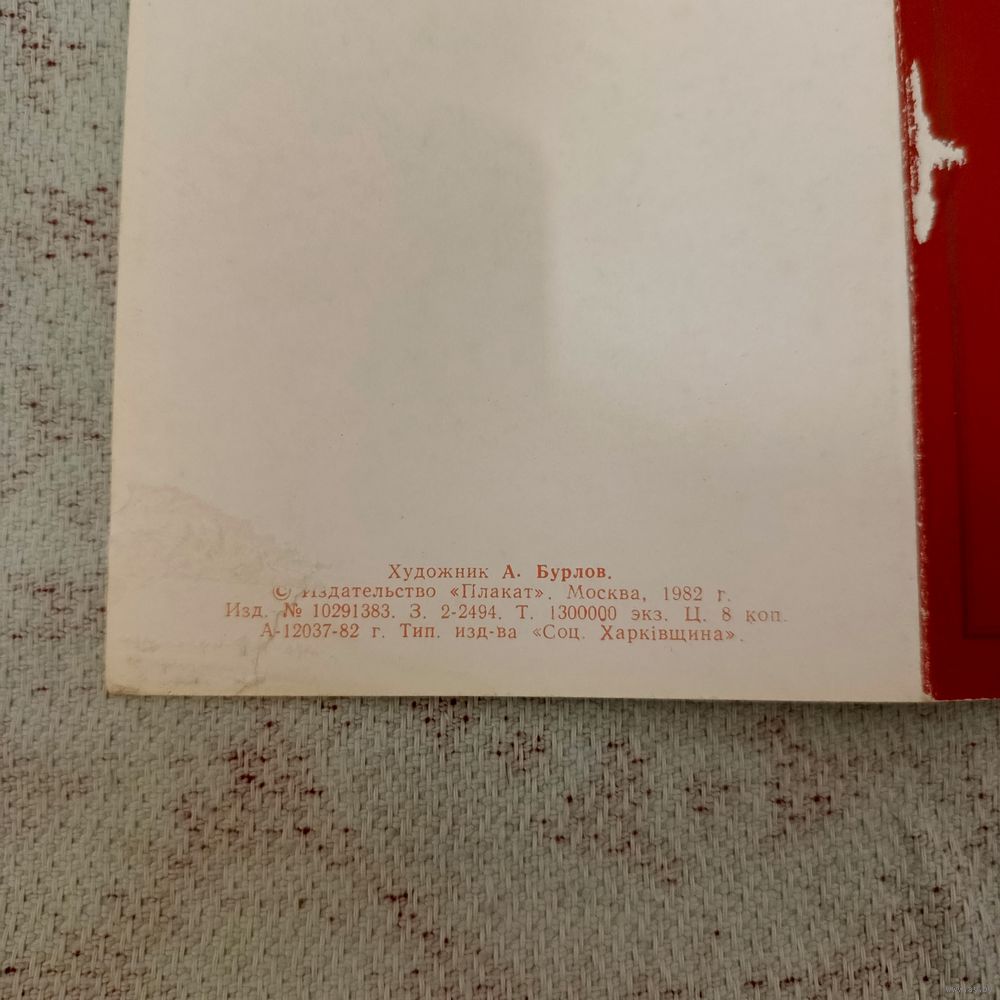 Художник А. Бурлов.
© Издательство «Плакат». Москва, 1982 г.
Изд. № 10291383. З. 2-2494. Т. 1300000 экз. Ц. 8 коп.
А-12037-82 г. Тип. изд-ва «Соц. Харківщина».